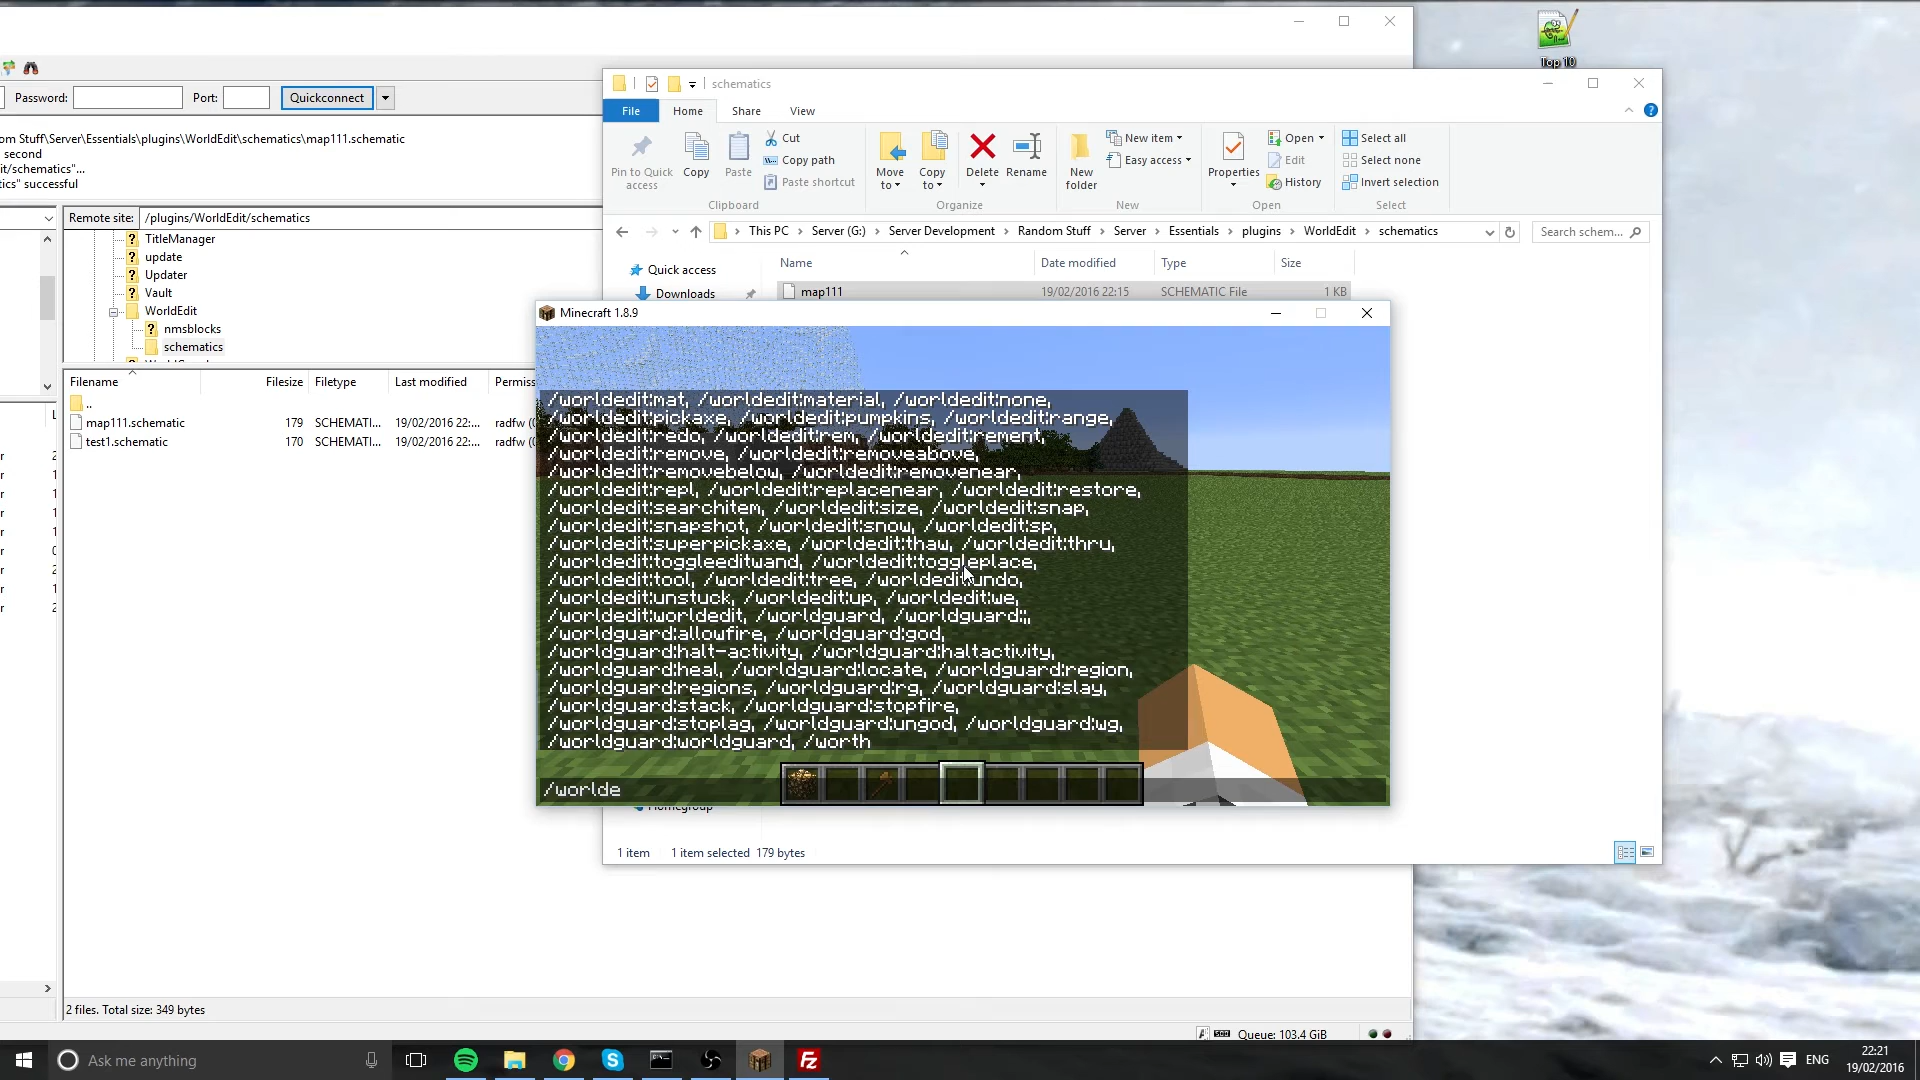 Top 10
Password:
Port:
Quickconnect
om Stuff\Server\Essentials\plugins\WorldEdit\schematics\map111.schematic
second
it/schematics"...
ics" successful
Remote site: /plugins/WorldEdit/schematics
TitleManager
update
Updater
Vault
WorldEdit
nmsblocks
schematics
Filename Filesize Filetype Last modified Permiss
..
map111.schematic 179 SCHEMATI... 19/02/2016 22:... radfw (0
test1.schematic 170 SCHEMATI... 19/02/2016 22:... radfw (0
2 files. Total size: 349 bytes
Queue: 103.4 GiB
schematics
File Home Share View
Pin to Quick access
Copy
Paste
Cut
Copy path
Paste shortcut
Clipboard
Move to
Copy to
Delete
Rename
Organize
New folder
New item
Easy access
New
Properties
Open
Edit
History
Open
Select all
Select none
Invert selection
Select
This PC > Server (G:) > Server Development > Random Stuff > Server > Essentials > plugins > WorldEdit > schematics
Search schem...
Name Date modified Type Size
Quick access
Downloads
map111 19/02/2016 22:15 SCHEMATIC File 1 KB
Homegroup
1 item 1 item selected 179 bytes
Minecraft 1.8.9
/worldedit:mat, /worldedit:material, /worldedit:none,
/worldedit:pickaxe, /worldedit:pumpkins, /worldedit:range,
/worldedit:redo, /worldedit:rem, /worldedit:rement,
/worldedit:remove, /worldedit:removeabove,
/worldedit:removebelow, /worldedit:removenear,
/worldedit:repl, /worldedit:replacenear, /worldedit:restore,
/worldedit:searchitem, /worldedit:size, /worldedit:snap,
/worldedit:snapshot, /worldedit:snow, /worldedit:sp,
/worldedit:superpickaxe, /worldedit:thaw, /worldedit:thru,
/worldedit:toggleeditwand, /worldedit:toggleplace,
/worldedit:tool, /worldedit:tree, /worldedit:undo,
/worldedit:unstuck, /worldedit:up, /worldedit:we,
/worldedit:worldedit, /worldguard, /worldguard:;,
/worldguard:allowfire, /worldguard:god,
/worldguard:halt-activity, /worldguard:haltactivity,
/worldguard:heal, /worldguard:locate, /worldguard:region,
/worldguard:regions, /worldguard:rg, /worldguard:slay,
/worldguard:stack, /worldguard:stopfire,
/worldguard:stoplag, /worldguard:ungod, /worldguard:wg,
/worldguard:worldguard, /worth
/worlde
Ask me anything
ENG
22:21
19/02/2016